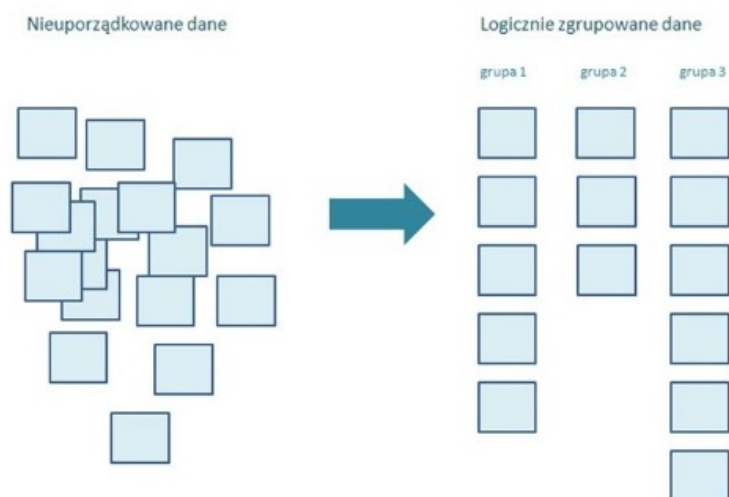 Nieuporządkowane dane
Logicznie zgrupowane dane
grupa 1
grupa 2
grupa 3